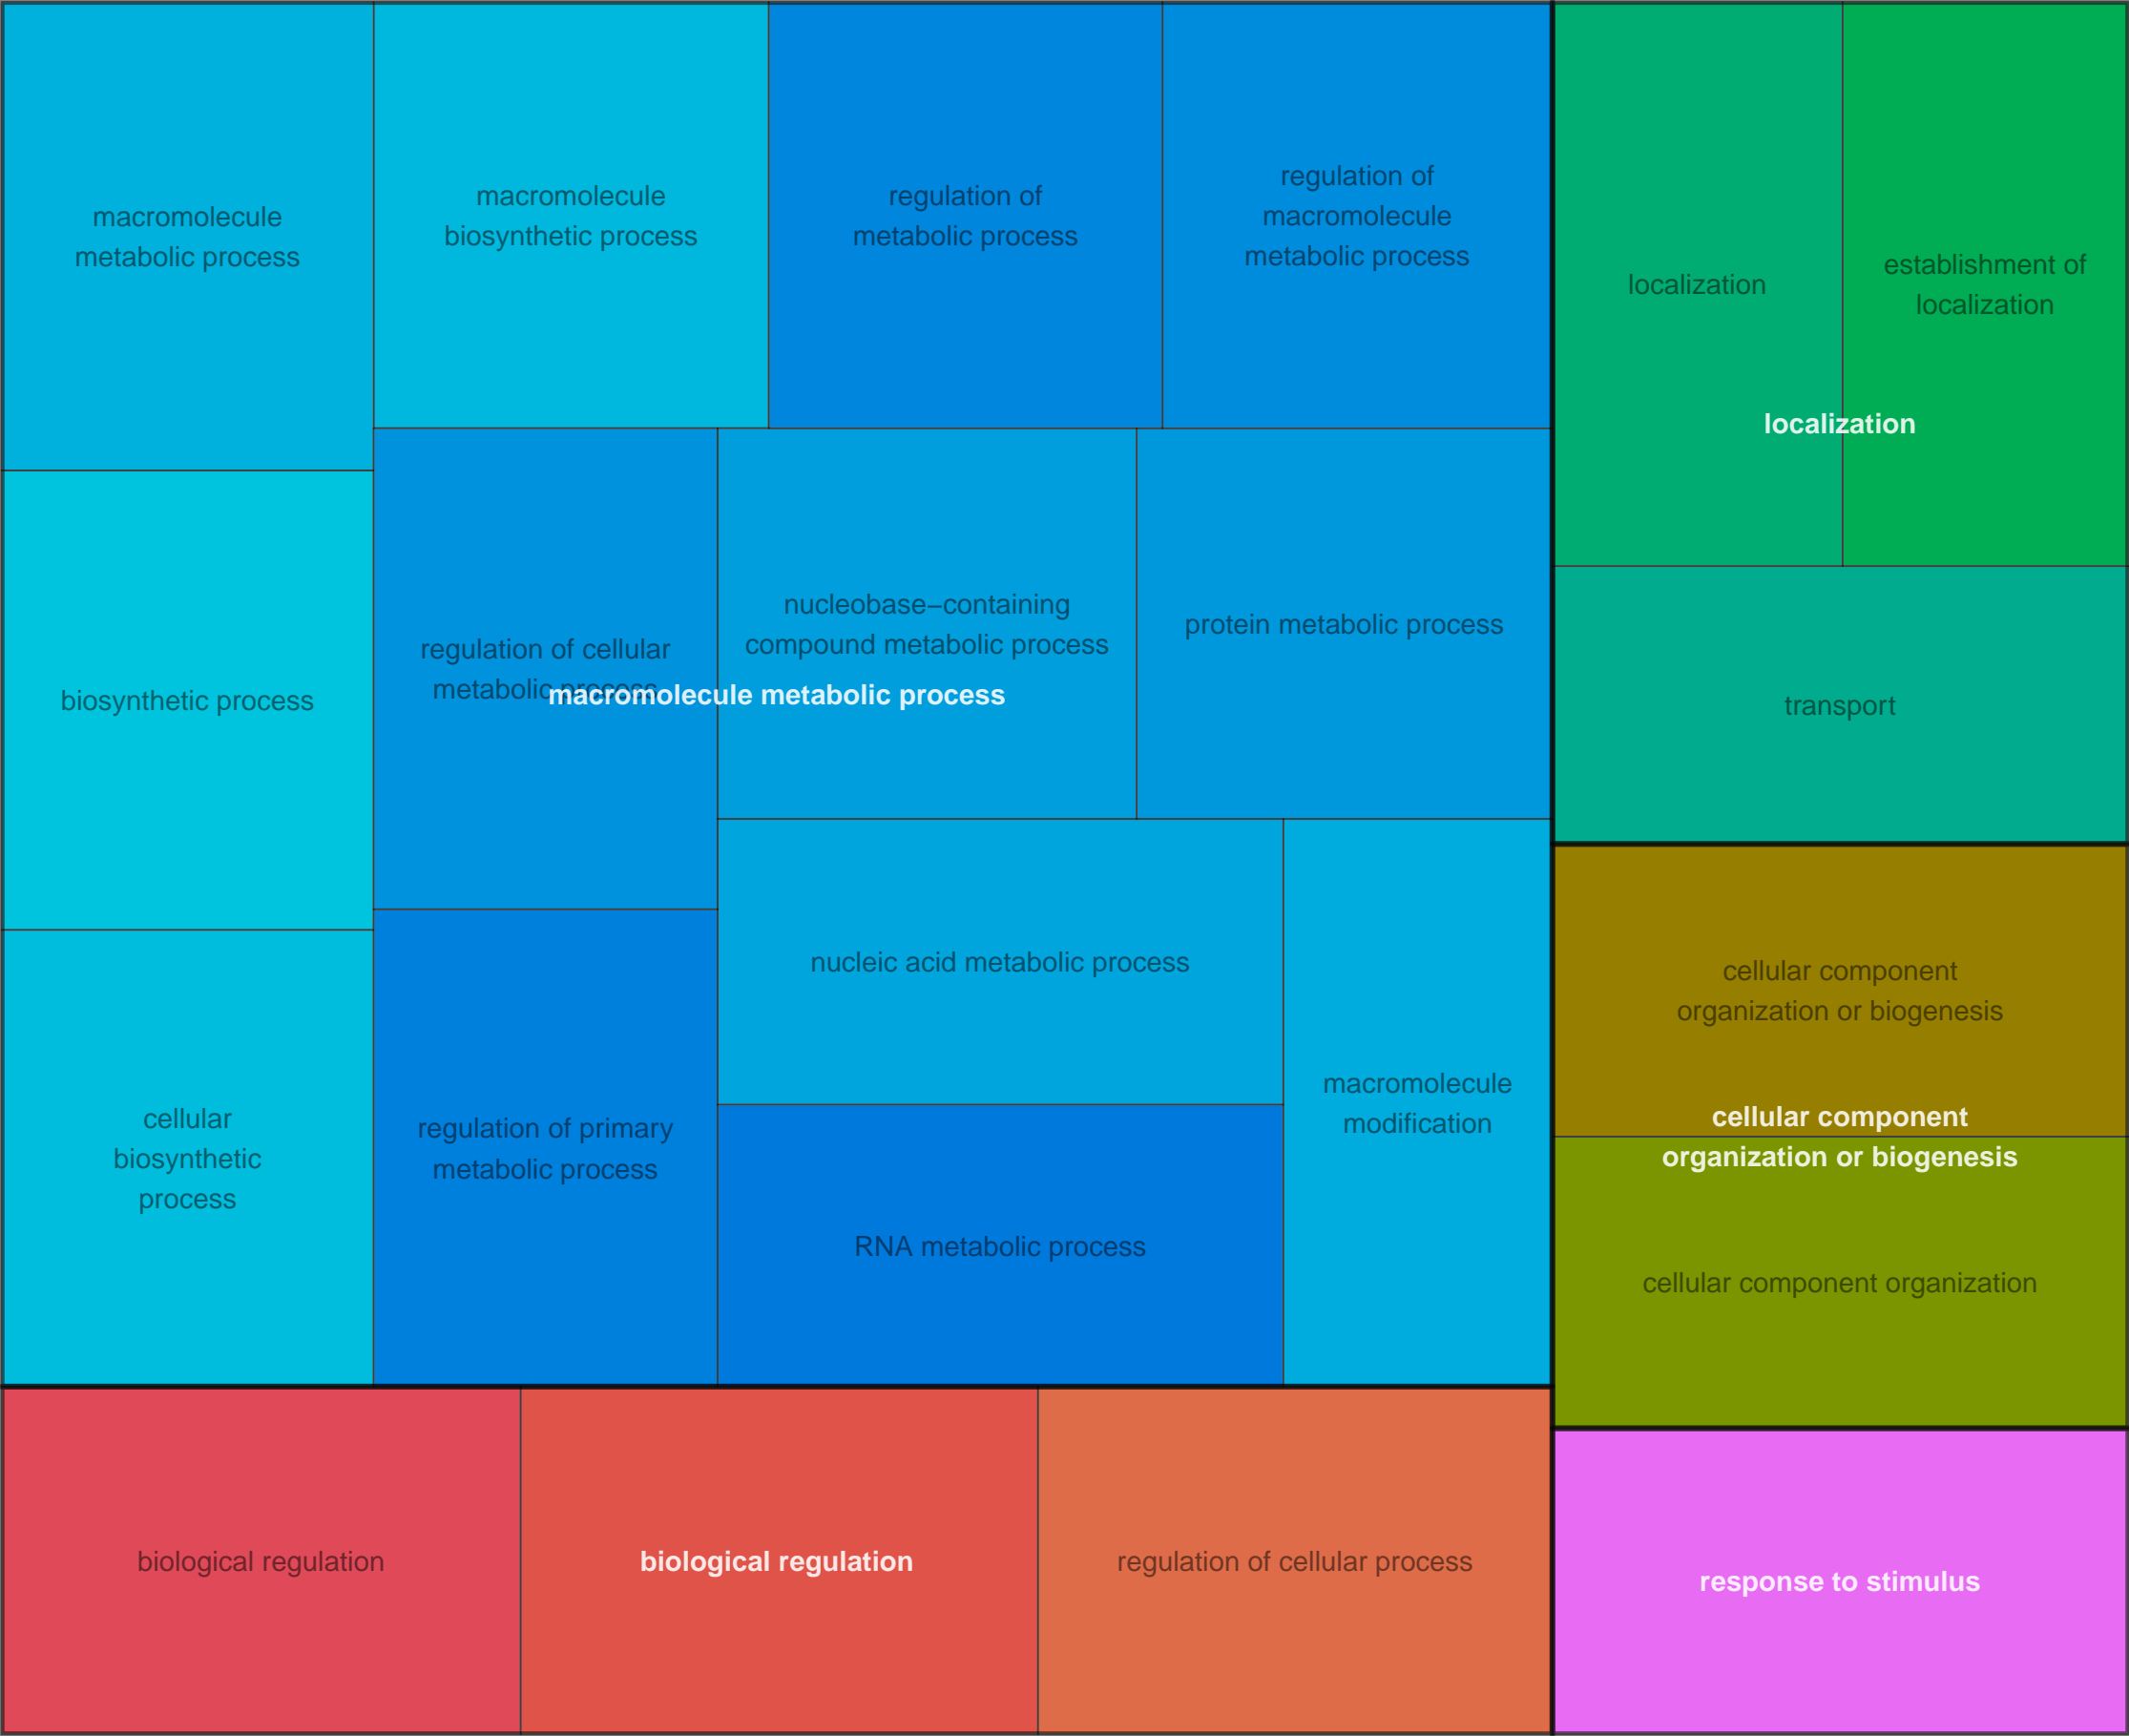 macromolecule
metabolic process
macromolecule
biosynthetic process
regulation of
metabolic process
regulation of
macromolecule
metabolic process
localization
establishment of
localization
localization
biosynthetic process
regulation of cellular
metabolic process
nucleobase−containing
compound metabolic process
protein metabolic process
macromolecule metabolic process
transport
cellular
biosynthetic
process
regulation of primary
metabolic process
nucleic acid metabolic process
RNA metabolic process
macromolecule
modification
cellular component
organization or biogenesis
cellular component
organization or biogenesis
cellular component organization
biological regulation
biological regulation
regulation of cellular process
response to stimulus